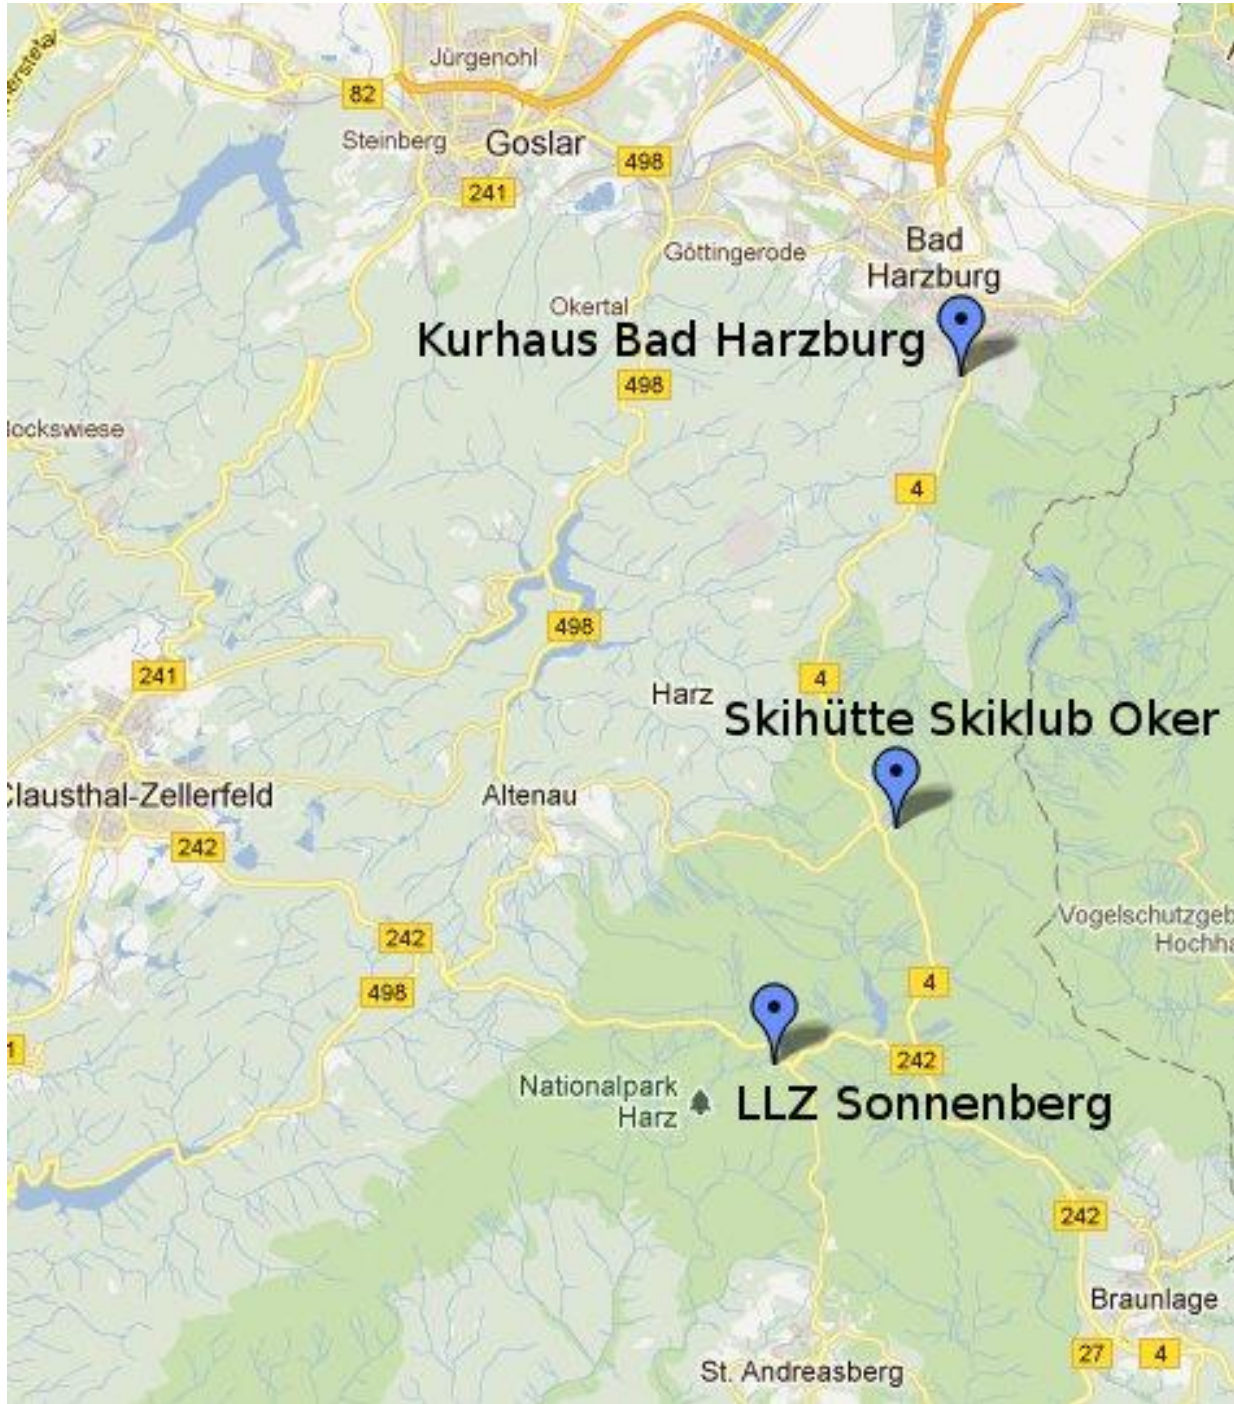 Jürgenohl
82
Steinberg
Goslar
498
241
Bad
Harzburg
Göttingerode
Okertal
Kurhaus Bad Harzburg
498
4
498
241
4
Harz
Skihütte Skiklub Oker
Clausthal-Zellerfeld
Altenau
242
Vogelschutzgeb
Hochha
242
498
4
242
Nationalpark
Harz
LLZ Sonnenberg
242
Braunlage
27
4
St. Andreasberg